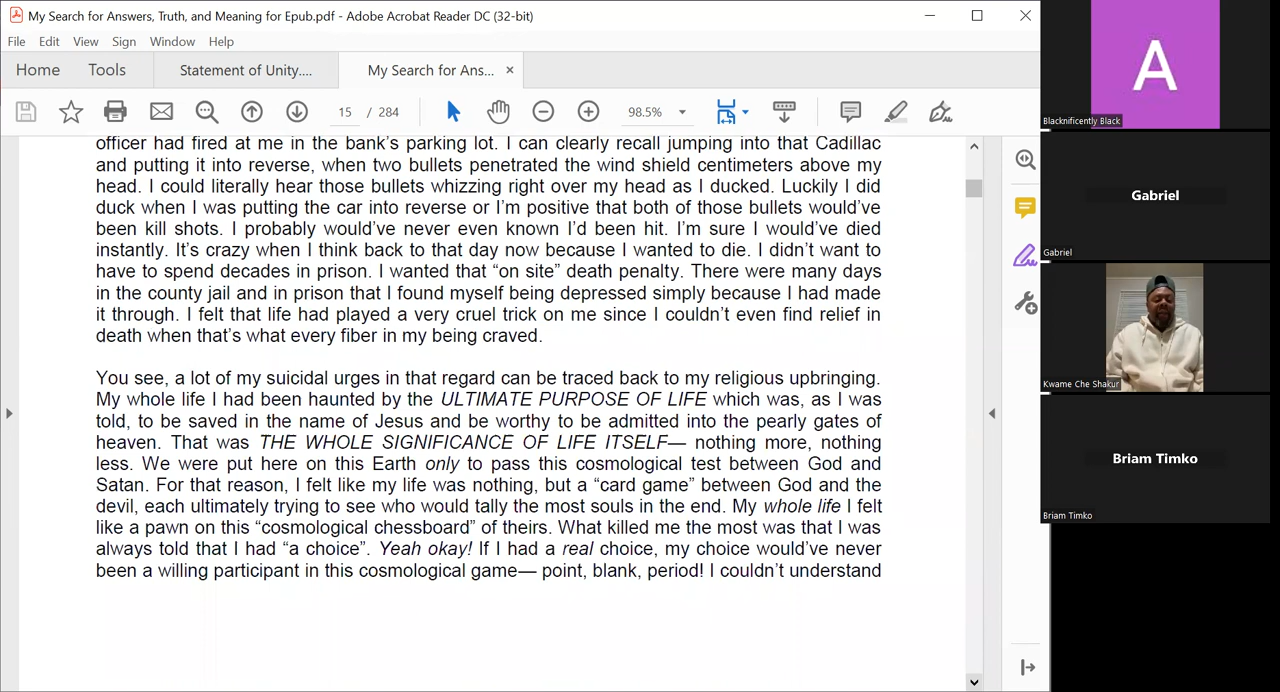 My Search for Answers, Truth, and Meaning for Epub.pdf - Adobe Acrobat Reader DC (32-bit)
File Edit View Sign Window Help
Home Tools Statement of Unity.... My Search for Ans... ×
15 / 284 98.5%
officer had fired at me in the bank's parking lot. I can clearly recall jumping into that Cadillac
and putting it into reverse, when two bullets penetrated the wind shield centimeters above my
head. I could literally hear those bullets whizzing right over my head as I ducked. Luckily I did
duck when I was putting the car into reverse or I'm positive that both of those bullets would've
been kill shots. I probably would've never even known I'd been hit. I'm sure I would've died
instantly. It's crazy when I think back to that day now because I wanted to die. I didn't want to
have to spend decades in prison. I wanted that “on site” death penalty. There were many days
in the county jail and in prison that I found myself being depressed simply because I had made
it through. I felt that life had played a very cruel trick on me since I couldn't even find relief in
death when that's what every fiber in my being craved.
You see, a lot of my suicidal urges in that regard can be traced back to my religious upbringing.
My whole life I had been haunted by the ULTIMATE PURPOSE OF LIFE which was, as I was
told, to be saved in the name of Jesus and be worthy to be admitted into the pearly gates of
heaven. That was THE WHOLE SIGNIFICANCE OF LIFE ITSELF— nothing more, nothing
less. We were put here on this Earth only to pass this cosmological test between God and
Satan. For that reason, I felt like my life was nothing, but a “card game” between God and the
devil, each ultimately trying to see who would tally the most souls in the end. My whole life I felt
like a pawn on this “cosmological chessboard” of theirs. What killed me the most was that I was
always told that I had “a choice”. Yeah okay! If I had a real choice, my choice would've never
been a willing participant in this cosmological game— point, blank, period! I couldn't understand
A
Blacknificently Black
Gabriel
Gabriel
Kwame Che Shakur
Briam Timko
Briam Timko